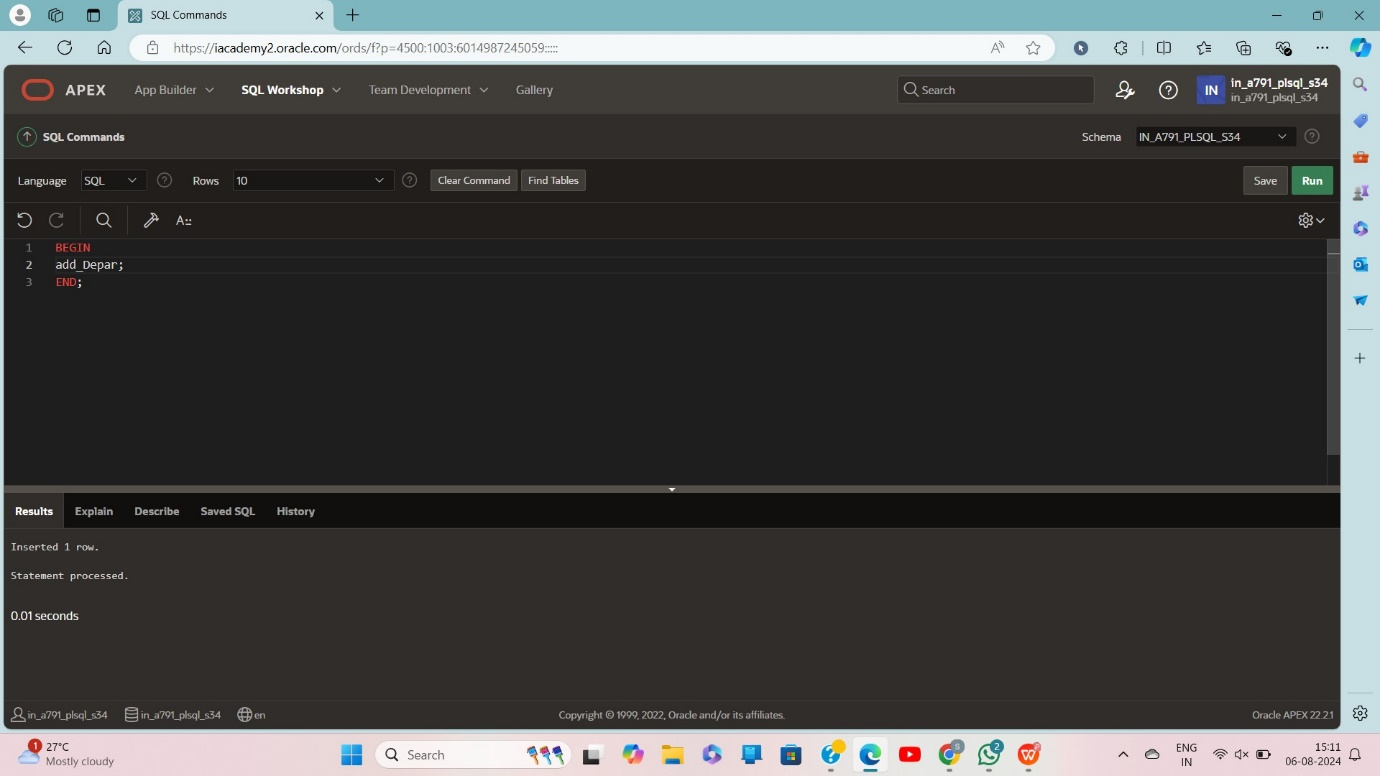 SQL Commands
https://iacademy2.oracle.com/ords/f?p=4500:1003:6014987245059:::::
APEX App Builder SQL Workshop Team Development Gallery Search IN in_a791_plsql_s34
in_a791_plsql_s34
SQL Commands Schema IN_A791_PLSQL_S34
Language SQL Rows 10 Clear Command Find Tables Save Run
A::
1 BEGIN
2 add_Depar;
3 END;
Results Explain Describe Saved SQL History
Inserted 1 row.
Statement processed.
0.01 seconds
in_a791_plsql_s34 in_a791_plsql_s34 en Copyright © 1999, 2022, Oracle and/or its affiliates. Oracle APEX 22.2.1
1 27°C
Mostly cloudy
Search
2
ENG
IN
15:11
06-08-2024